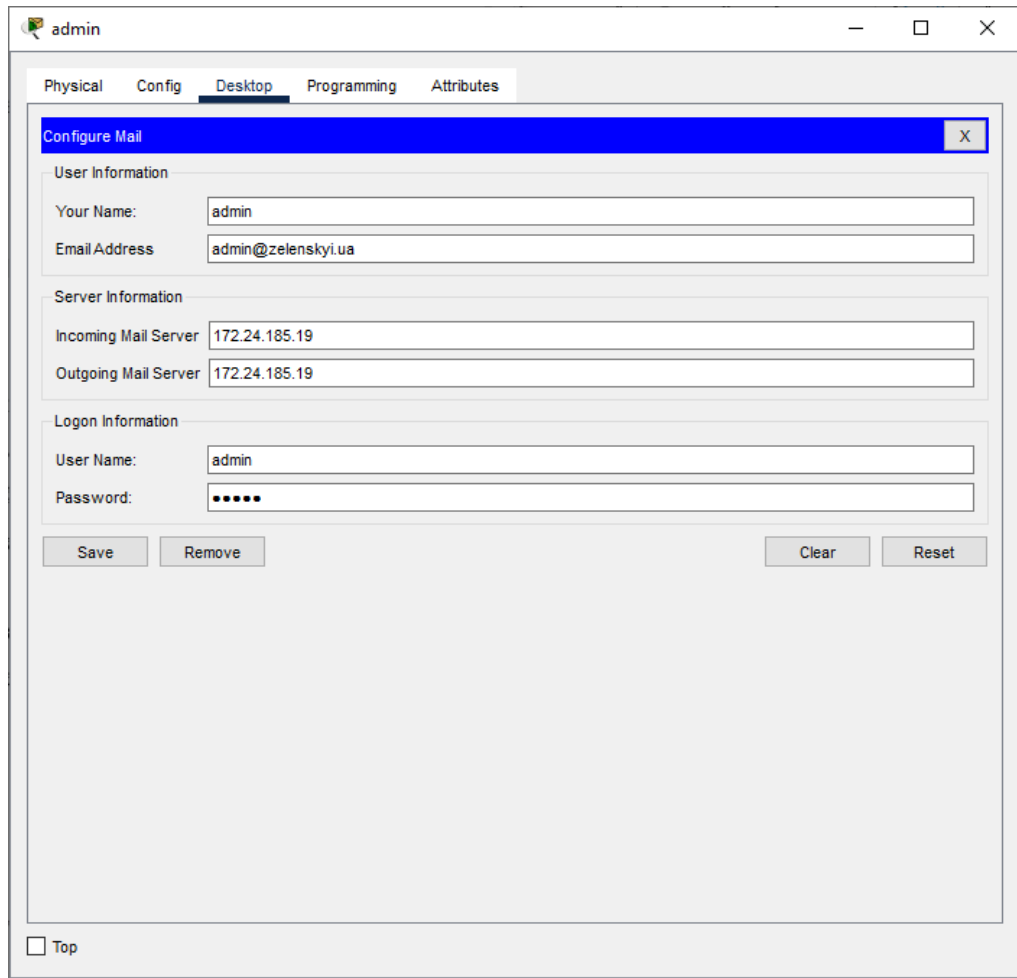 admin
Physical Config Desktop Programming Attributes
Configure Mail X
User Information
Your Name: admin
Email Address admin@zelenskyi.ua
Server Information
Incoming Mail Server 172.24.185.19
Outgoing Mail Server 172.24.185.19
Logon Information
User Name: admin
Password: •••••
Save Remove Clear Reset
Top